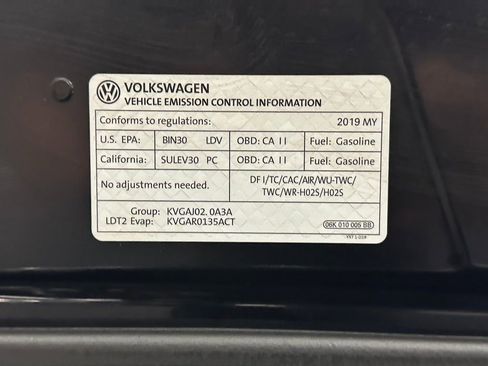 VOLKSWAGEN
VEHICLE EMISSION CONTROL INFORMATION
Conforms to regulations: 2019 MY
U.S. EPA: BIN30 LDV OBD: CA II Fuel: Gasoline
California: SULEV30 PC OBD: CA II Fuel: Gasoline
No adjustments needed.
DFI/TC/CAC/AIR/WU-TWC/
TWC/WR-HO2S/HO2S
Group: KVGAJ02.0A3A
LDT2 Evap: KVGAR0135ACT
06K 010 006 BB